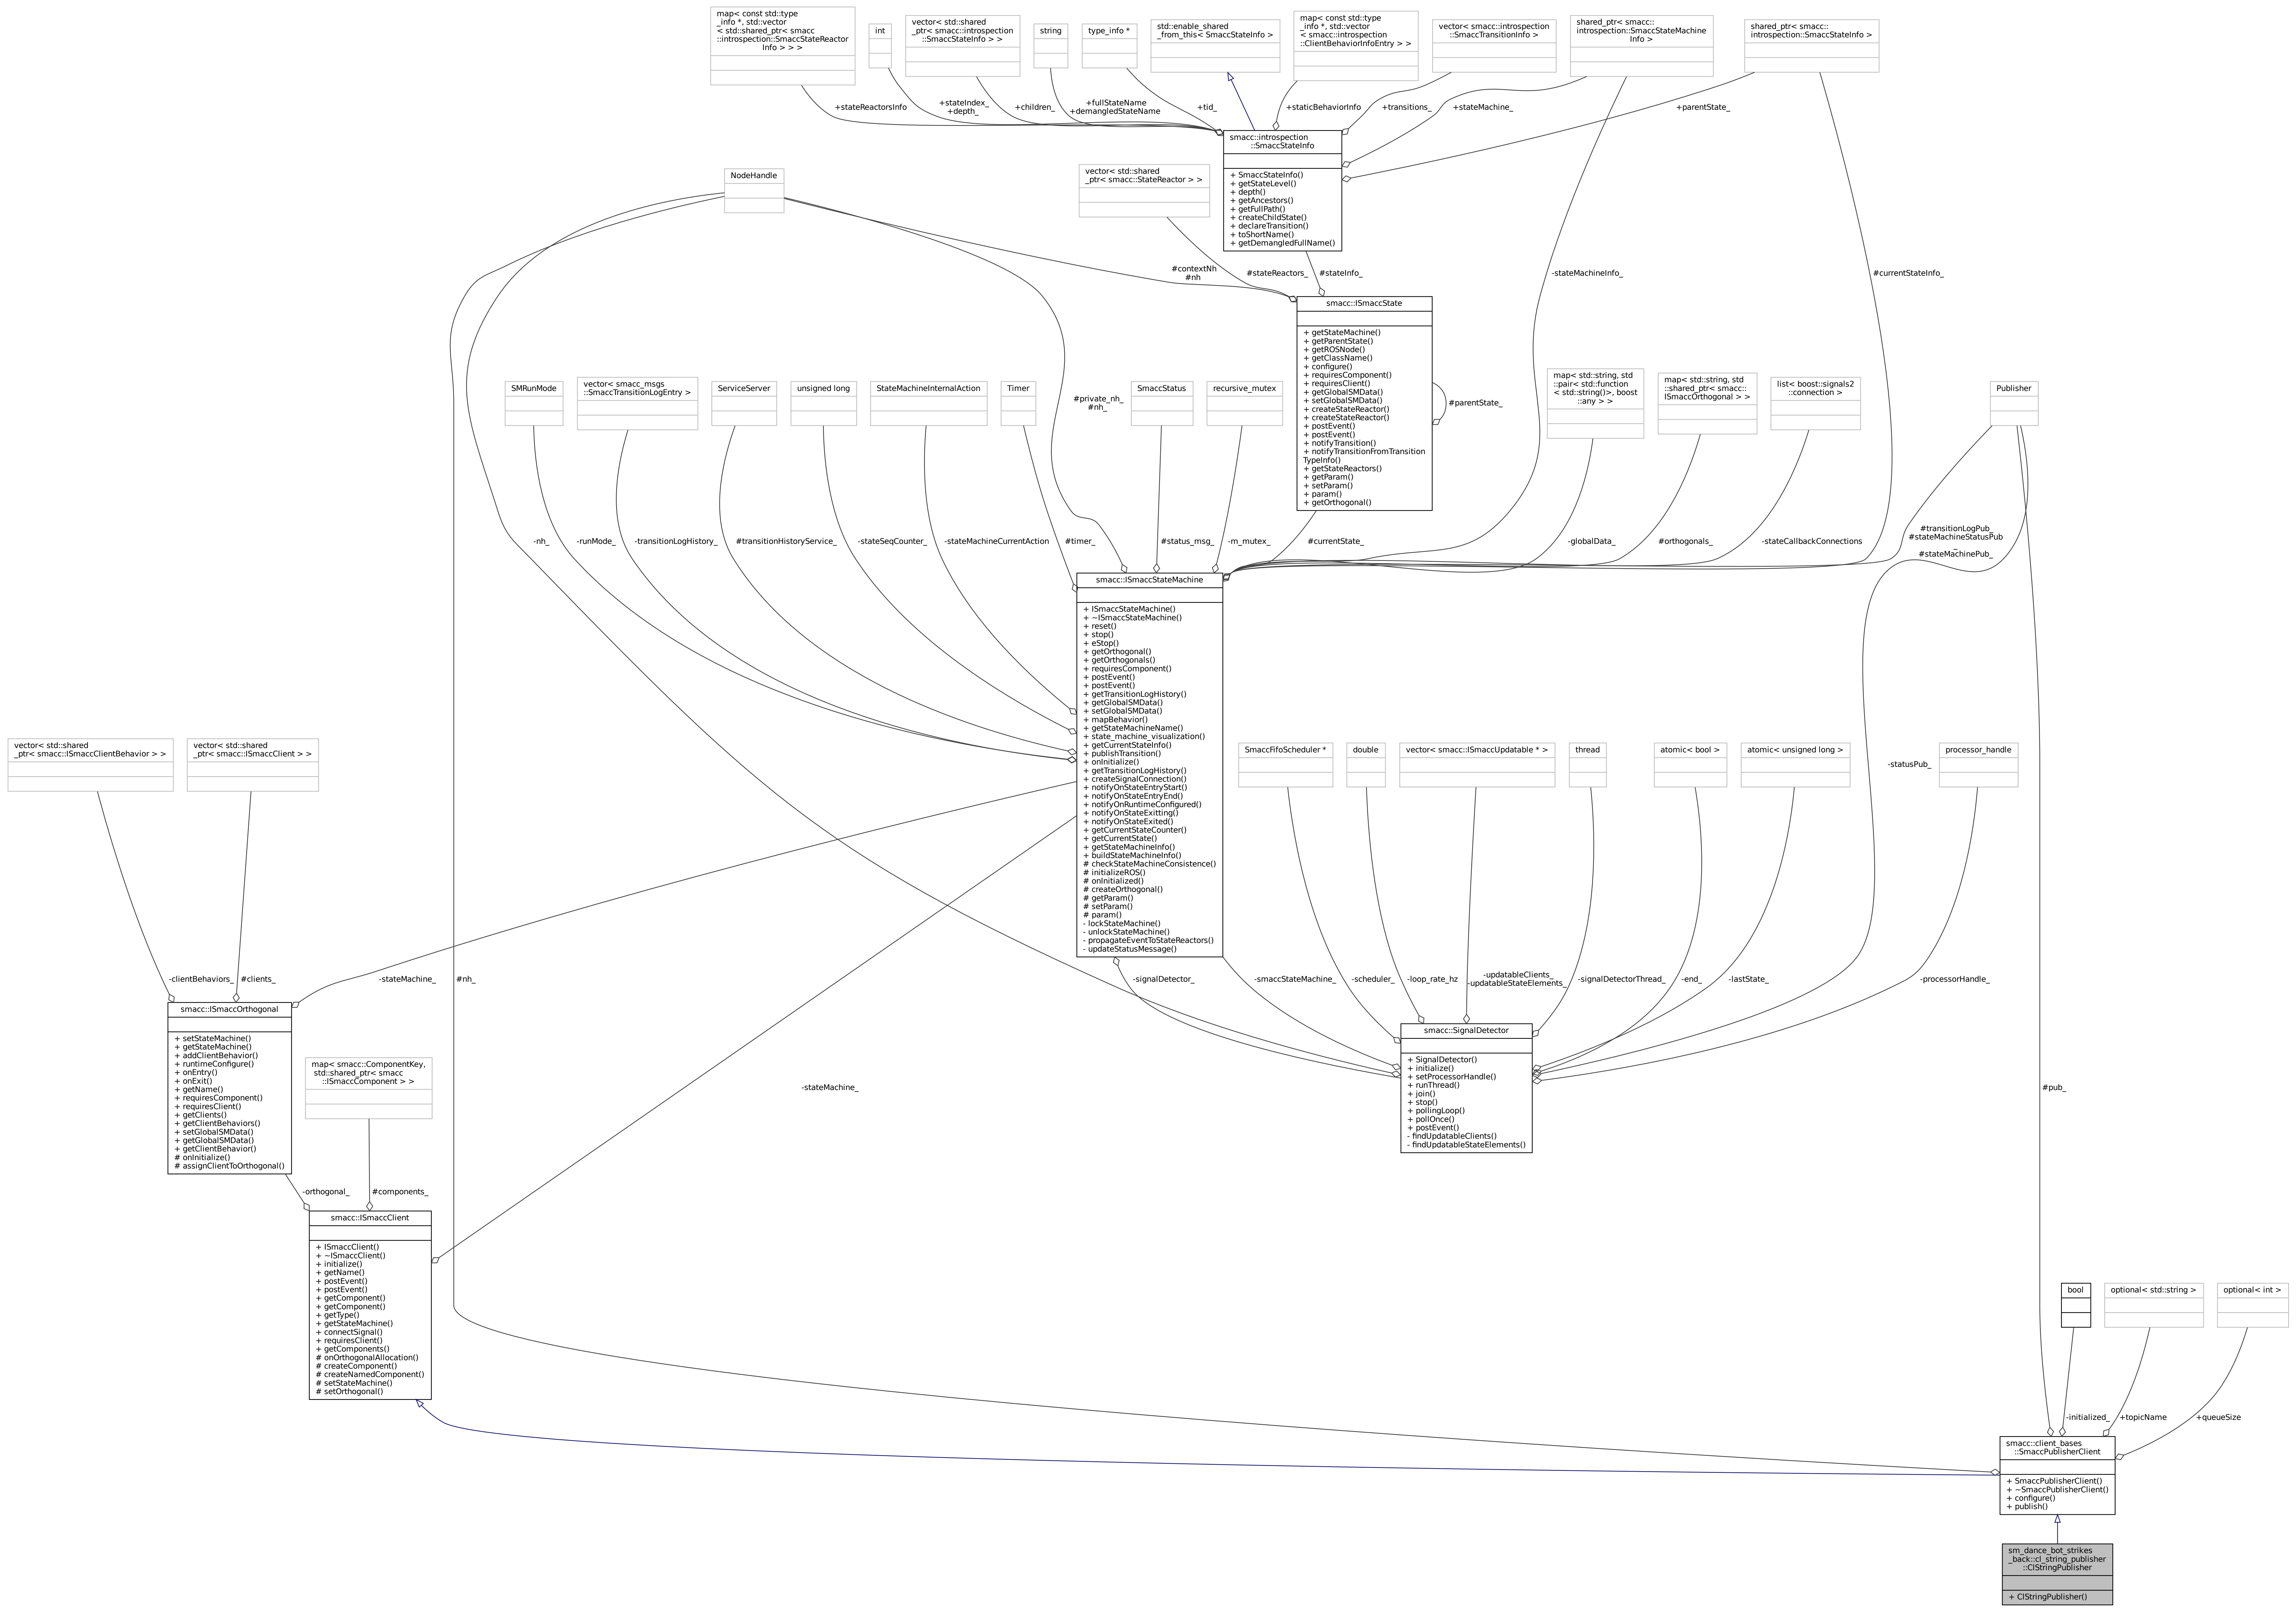 map< const std::type
_info *, std::vector
< std::shared_ptr< smacc
::introspection::SmaccStateReactor
Info > > >
int
vector< std::shared
_ptr< smacc::introspection
::SmaccStateInfo > >
string
type_info *
std::enable_shared
_from_this< SmaccStateInfo >
map< const std::type
_info *, std::vector
< smacc::introspection
::ClientBehaviorInfoEntry > >
vector< smacc::introspection
::SmaccTransitionInfo >
shared_ptr< smacc::
introspection::SmaccStateMachine
Info >
shared_ptr< smacc::
introspection::SmaccStateInfo >
+stateReactorsInfo
+stateIndex_
+depth_
+children_
+fullStateName
+demangledStateName
+tid_
+staticBehaviorInfo
+transitions_
+stateMachine_
+parentState_
smacc::introspection
::SmaccStateInfo
+ SmaccStateInfo()
+ getStateLevel()
+ depth()
+ getAncestors()
+ getFullPath()
+ createChildState()
+ declareTransition()
+ toShortName()
+ getDemangledFullName()
NodeHandle
vector< std::shared
_ptr< smacc::StateReactor > >
#contextNh
#nh
#stateReactors_
#stateInfo_
-stateMachineInfo_
#currentStateInfo_
smacc::ISmaccState
+ getStateMachine()
+ getParentState()
+ getROSNode()
+ getClassName()
+ configure()
+ requiresComponent()
+ requiresClient()
+ getGlobalSMData()
+ setGlobalSMData()
+ createStateReactor()
+ createStateReactor()
+ postEvent()
+ postEvent()
+ notifyTransition()
+ notifyTransitionFromTransition
TypeInfo()
+ getStateReactors()
+ getParam()
+ setParam()
+ param()
+ getOrthogonal()
#parentState_
SMRunMode
vector< smacc_msgs
::SmaccTransitionLogEntry >
ServiceServer
unsigned long
StateMachineInternalAction
Timer
#private_nh_
#nh_
SmaccStatus
recursive_mutex
map< std::string, std
::pair< std::function
< std::string()>, boost
::any > >
map< std::string, std
::shared_ptr< smacc::
ISmaccOrthogonal > >
list< boost::signals2
::connection >
Publisher
-nh_
-runMode_
-transitionLogHistory_
#transitionHistoryService_
-stateSeqCounter_
-stateMachineCurrentAction
#timer_
#status_msg_
-m_mutex_
#currentState_
-globalData_
#orthogonals_
-stateCallbackConnections
#transitionLogPub_
#stateMachineStatusPub
_
#stateMachinePub_
smacc::ISmaccStateMachine
+ ISmaccStateMachine()
+ ~ISmaccStateMachine()
+ reset()
+ stop()
+ eStop()
+ getOrthogonal()
+ getOrthogonals()
+ requiresComponent()
+ postEvent()
+ postEvent()
+ getTransitionLogHistory()
+ getGlobalSMData()
+ setGlobalSMData()
+ mapBehavior()
+ getStateMachineName()
+ state_machine_visualization()
+ getCurrentStateInfo()
+ publishTransition()
+ onInitialize()
+ getTransitionLogHistory()
+ createSignalConnection()
+ notifyOnStateEntryStart()
+ notifyOnStateEntryEnd()
+ notifyOnRuntimeConfigured()
+ notifyOnStateExitting()
+ notifyOnStateExited()
+ getCurrentStateCounter()
+ getCurrentState()
+ getStateMachineInfo()
+ buildStateMachineInfo()
# checkStateMachineConsistence()
# initializeROS()
# onInitialized()
# createOrthogonal()
# getParam()
# setParam()
# param()
- lockStateMachine()
- unlockStateMachine()
- propagateEventToStateReactors()
- updateStatusMessage()
vector< std::shared
_ptr< smacc::ISmaccClientBehavior > >
vector< std::shared
_ptr< smacc::ISmaccClient > >
SmaccFifoScheduler *
double
vector< smacc::ISmaccUpdatable * >
thread
atomic< bool >
atomic< unsigned long >
-statusPub_
processor_handle
-clientBehaviors_
#clients_
-stateMachine_
#nh_
-signalDetector_
-smaccStateMachine_
-scheduler_
-loop_rate_hz
-updatableClients_
-updatableStateElements_
-signalDetectorThread_
-end_
-lastState_
-processorHandle_
smacc::ISmaccOrthogonal
+ setStateMachine()
+ getStateMachine()
+ addClientBehavior()
+ runtimeConfigure()
+ onEntry()
+ onExit()
+ getName()
+ requiresComponent()
+ requiresClient()
+ getClients()
+ getClientBehaviors()
+ setGlobalSMData()
+ getGlobalSMData()
+ getClientBehavior()
# onInitialize()
# assignClientToOrthogonal()
map< smacc::ComponentKey,
std::shared_ptr< smacc
::ISmaccComponent > >
-stateMachine_
smacc::SignalDetector
+ SignalDetector()
+ initialize()
+ setProcessorHandle()
+ runThread()
+ join()
+ stop()
+ pollingLoop()
+ pollOnce()
+ postEvent()
- findUpdatableClients()
- findUpdatableStateElements()
#pub_
-orthogonal_
#components_
smacc::ISmaccClient
+ ISmaccClient()
+ ~ISmaccClient()
+ initialize()
+ getName()
+ postEvent()
+ postEvent()
+ getComponent()
+ getComponent()
+ getType()
+ getStateMachine()
+ connectSignal()
+ requiresClient()
+ getComponents()
# onOrthogonalAllocation()
# createComponent()
# createNamedComponent()
# setStateMachine()
# setOrthogonal()
bool
optional< std::string >
optional< int >
-initialized_
+topicName
+queueSize
smacc::client_bases
::SmaccPublisherClient
+ SmaccPublisherClient()
+ ~SmaccPublisherClient()
+ configure()
+ publish()
sm_dance_bot_strikes
_back::cl_string_publisher
::ClStringPublisher
+ ClStringPublisher()